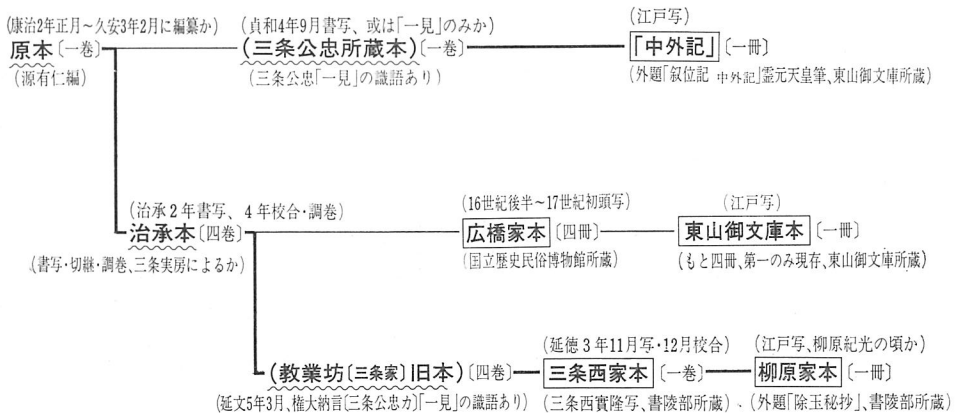 (康治2年正月～久安3年2月に編纂か)
原本〔一巻〕
(源有仁編)
(貞和4年9月書写、或は「一見」のみか)
(三条公忠所蔵本)〔一巻〕
(三条公忠「一見」の識語あり)
(江戸写)
「中外記」〔一冊〕
(外題「叙位記 中外記」霊元天皇筆、東山御文庫所蔵)
(治承2年書写、4年校合・調巻)
治承本〔四巻〕
(書写・切継・調巻、三条実房によるか)
(16世紀後半～17世紀初頭写)
広橋家本〔四冊〕
(国立歴史民俗博物館所蔵)
(江戸写)
東山御文庫本〔一冊〕
(もと四冊、第一のみ現存、東山御文庫所蔵)
(教業坊〔三条家〕旧本)〔四巻〕
(延文5年3月、権大納言〔三条公忠カ〕「一見」の識語あり)
(延徳3年11月写・12月校合)
三条西家本〔一巻〕
(三条西實隆写、書陵部所蔵)
(江戸写、柳原紀光の頃か)
柳原家本〔一冊〕
(外題「除玉秘抄」、書陵部所蔵)